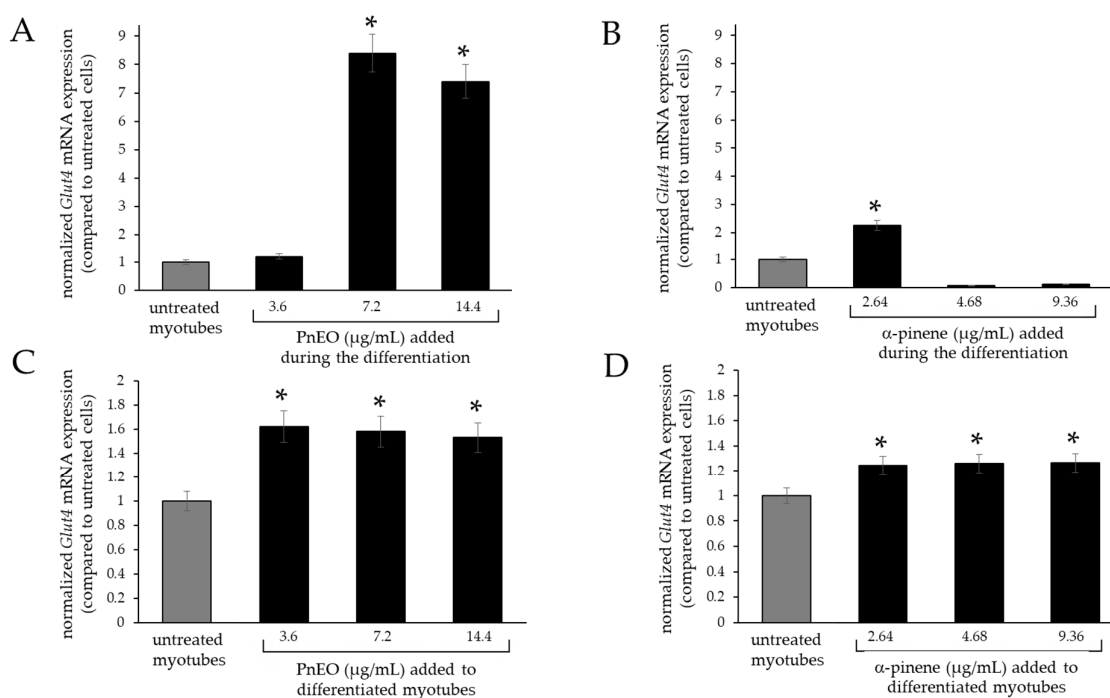 A
normalized Glut4 mRNA expression
(compared to untreated cells)
9
8
7
6
5
4
3
2
1
0
*
*
untreated
myotubes
3.6
7.2
14.4
PnEO (µg/mL) added
during the differentiation
B
normalized Glut4 mRNA expression
(compared to untreated cells)
9
8
7
6
5
4
3
2
1
0
*
untreated
myotubes
2.64
4.68
9.36
α-pinene (µg/mL) added
during the differentiation
C
normalized Glut4 mRNA expression
(compared to untreated cells)
2
1.8
1.6
1.4
1.2
1
0.8
0.6
0.4
0.2
0
*
*
*
untreated
myotubes
3.6
7.2
14.4
PnEO (µg/mL) added to
differentiated myotubes
D
normalized Glut4 mRNA expression
(compared to untreated cells)
2
1.8
1.6
1.4
1.2
1
0.8
0.6
0.4
0.2
0
*
*
*
untreated
myotubes
2.64
4.68
9.36
α-pinene (µg/mL) added to
differentiated myotubes